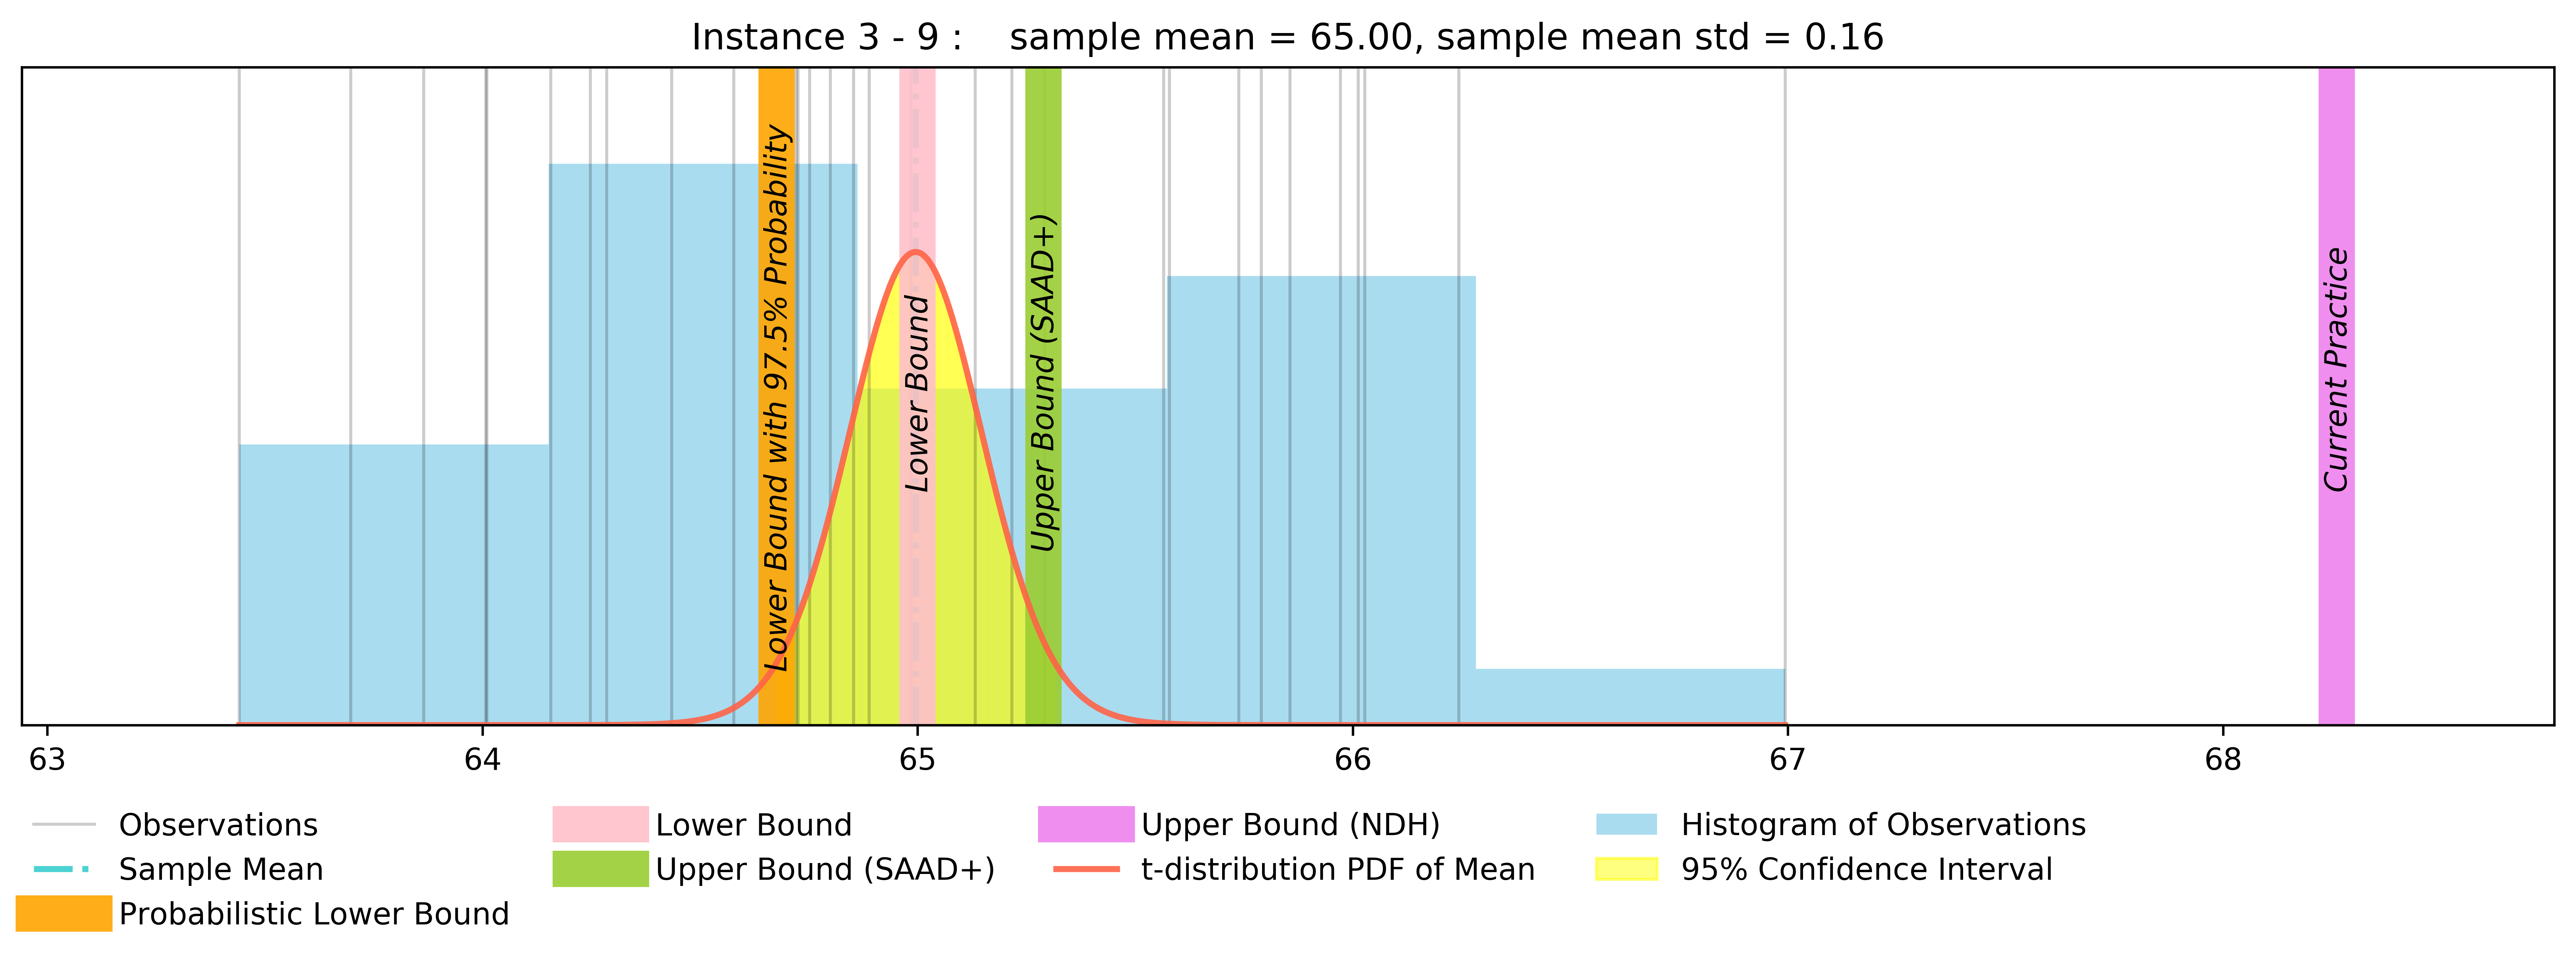 Instance 3 - 9 :    sample mean = 65.00, sample mean std = 0.16
Lower Bound with 97.5% Probability
Lower Bound
Upper Bound (SAAD+)
Current Practice
63 64 65 66 67 68
Observations
Sample Mean
Probabilistic Lower Bound
Lower Bound
Upper Bound (SAAD+)
Upper Bound (NDH)
t-distribution PDF of Mean
Histogram of Observations
95% Confidence Interval